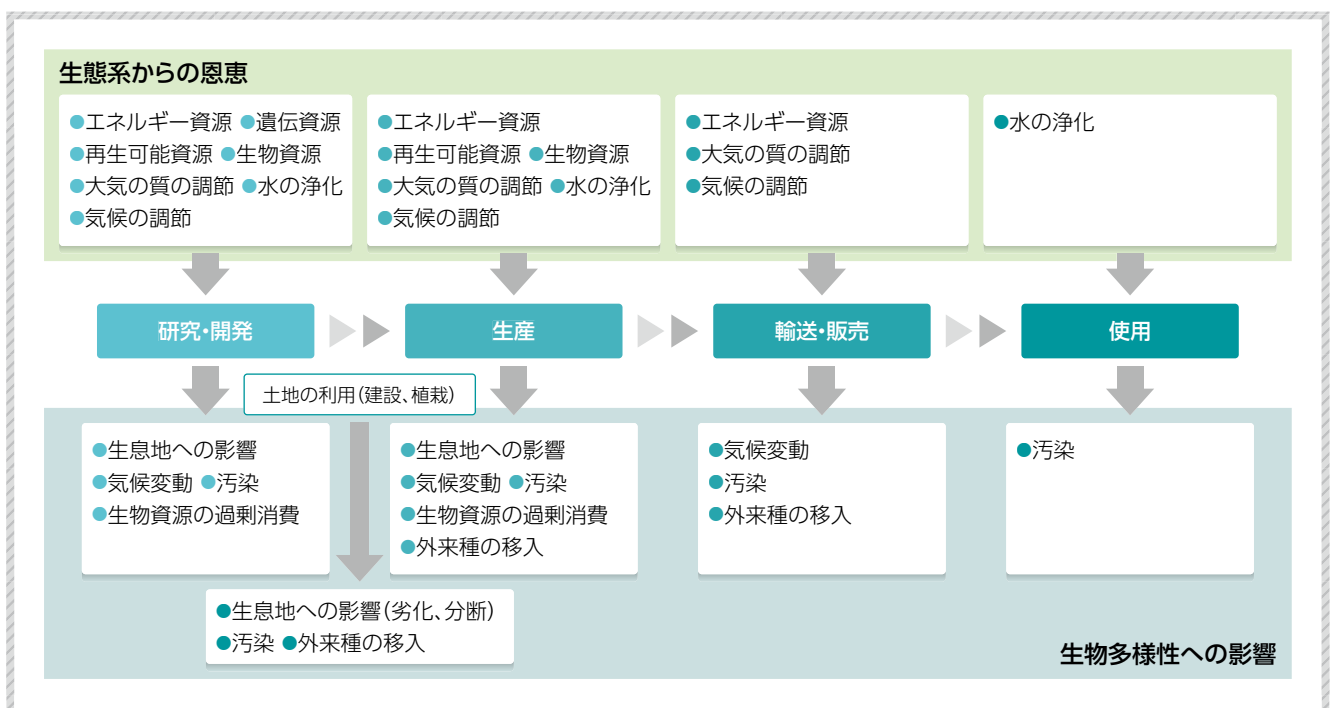 生態系からの恩恵
●エネルギー資源 ●遺伝資源
●再生可能資源 ●生物資源
●大気の質の調節 ●水の浄化
●気候の調節
●エネルギー資源
●再生可能資源 ●生物資源
●大気の質の調節 ●水の浄化
●気候の調節
●エネルギー資源
●大気の質の調節
●気候の調節
●水の浄化
研究・開発
生産
輸送・販売
使用
土地の利用(建設、植栽)
●生息地への影響
●気候変動 ●汚染
●生物資源の過剰消費
●生息地への影響
●気候変動 ●汚染
●生物資源の過剰消費
●外来種の移入
●気候変動
●汚染
●外来種の移入
●汚染
●生息地への影響(劣化、分断)
●汚染 ●外来種の移入
生物多様性への影響